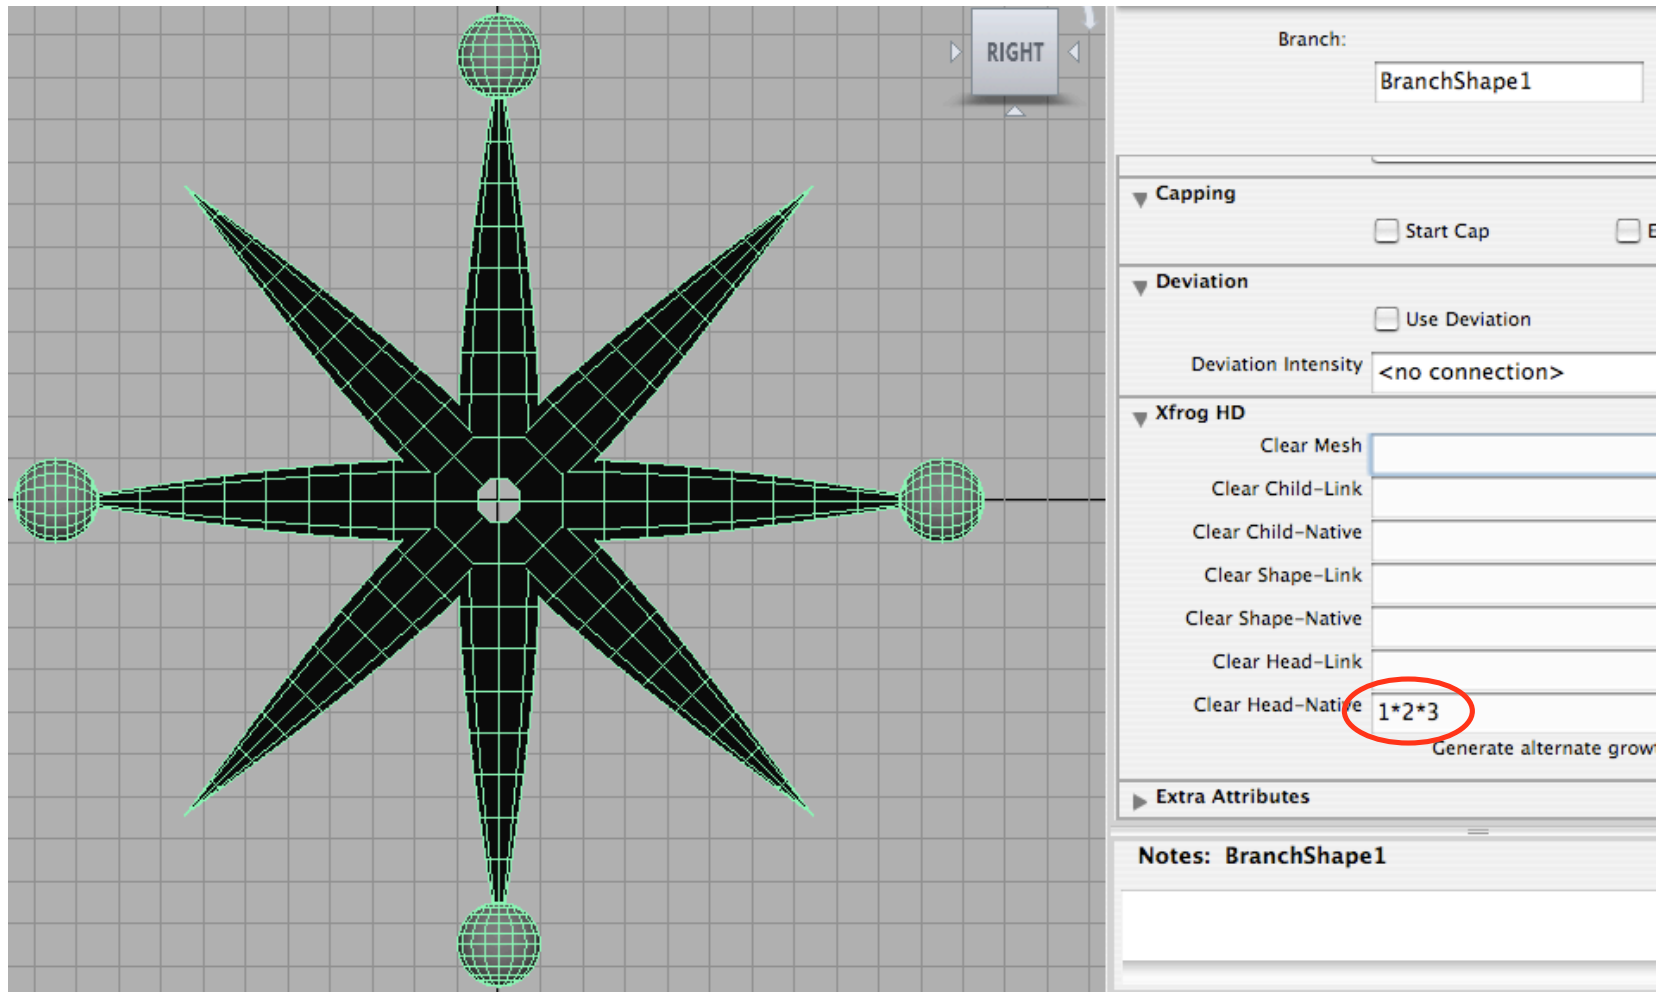 RIGHT
Branch:
BranchShape1
Capping
Start Cap
E
Deviation
Use Deviation
Deviation Intensity <no connection>
Xfrog HD
Clear Mesh
Clear Child-Link
Clear Child-Native
Clear Shape-Link
Clear Shape-Native
Clear Head-Link
Clear Head-Native 1*2*3
Generate alternate grow
Extra Attributes
Notes: BranchShape1